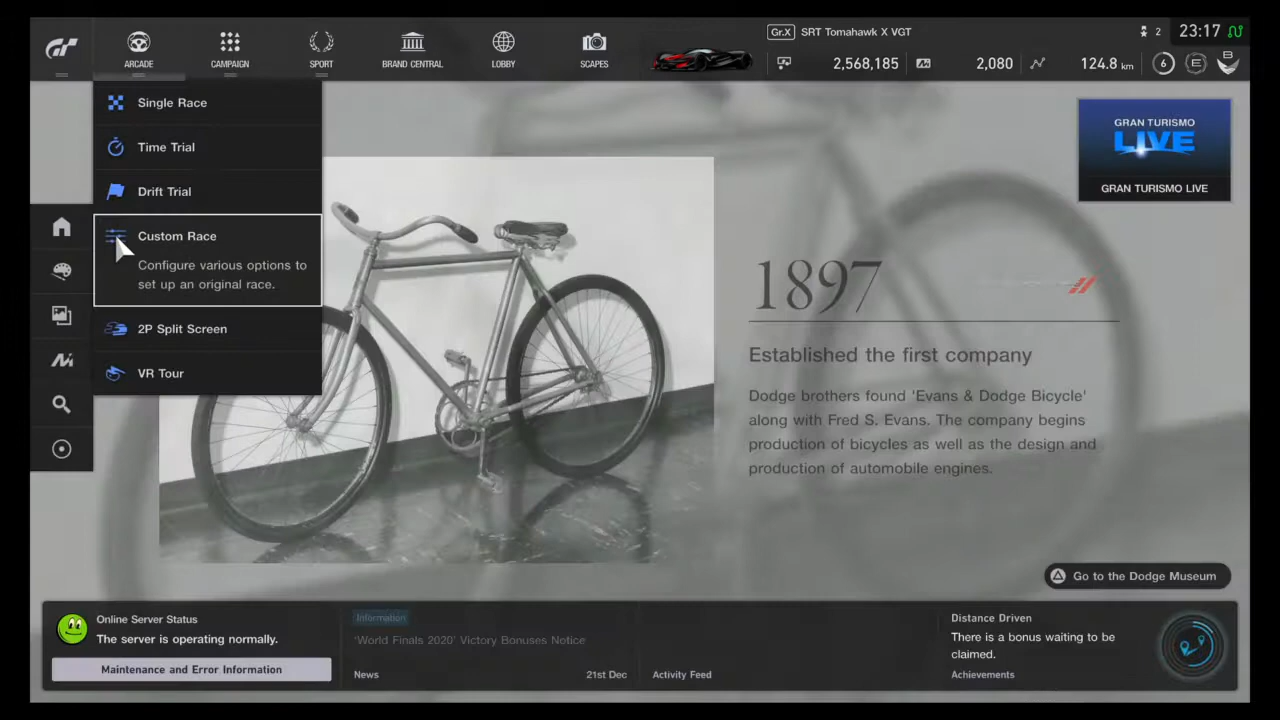 Gr.X SRT Tomahawk X VGT
2
23:17
ARCADE
CAMPAIGN
SPORT
BRAND CENTRAL
LOBBY
SCAPES
2,568,185
2,080
124.8 km
6
E
B
Single Race
Time Trial
Drift Trial
Custom Race
Configure various options to
set up an original race.
2P Split Screen
VR Tour
GRAN TURISMO
LIVE
GRAN TURISMO LIVE
1897
Established the first company
Dodge brothers found 'Evans & Dodge Bicycle'
along with Fred S. Evans. The company begins
production of bicycles as well as the design and
production of automobile engines.
Go to the Dodge Museum
Online Server Status
The server is operating normally.
Maintenance and Error Information
Information
'World Finals 2020' Victory Bonuses Notice
News
21st Dec
Activity Feed
Distance Driven
There is a bonus waiting to be
claimed.
Achievements